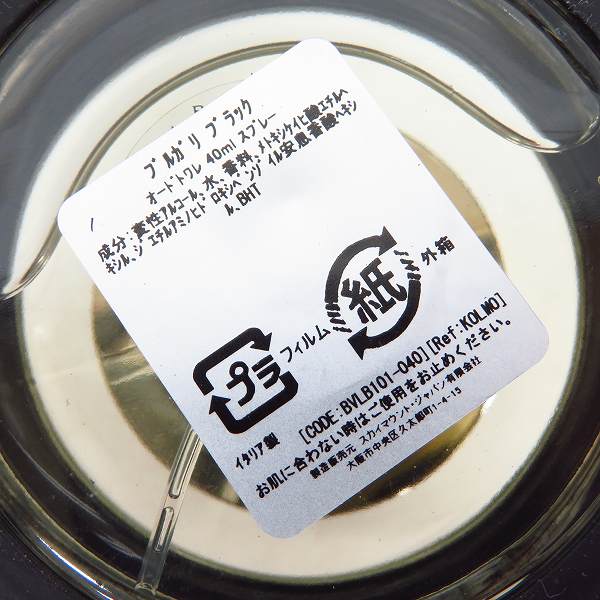 ブルガリ ブラック
オードトワレ 40ml スプレー
成分:変性アルコール、水、香料、メトキシケイヒ酸エチルヘ
キシル、ジエチルアミノヒドロキシベンゾイル安息香酸ヘキシ
ル、BHT
プラ
フィルム
紙
外箱
イタリア製
[CODE:BVLB101-040][Ref:KOLMO]
お肌に合わない時はご使用をお止めください。
製造販売元 スカイマウント・ジャパン有限会社
大阪市中央区久太郎町1-4-15